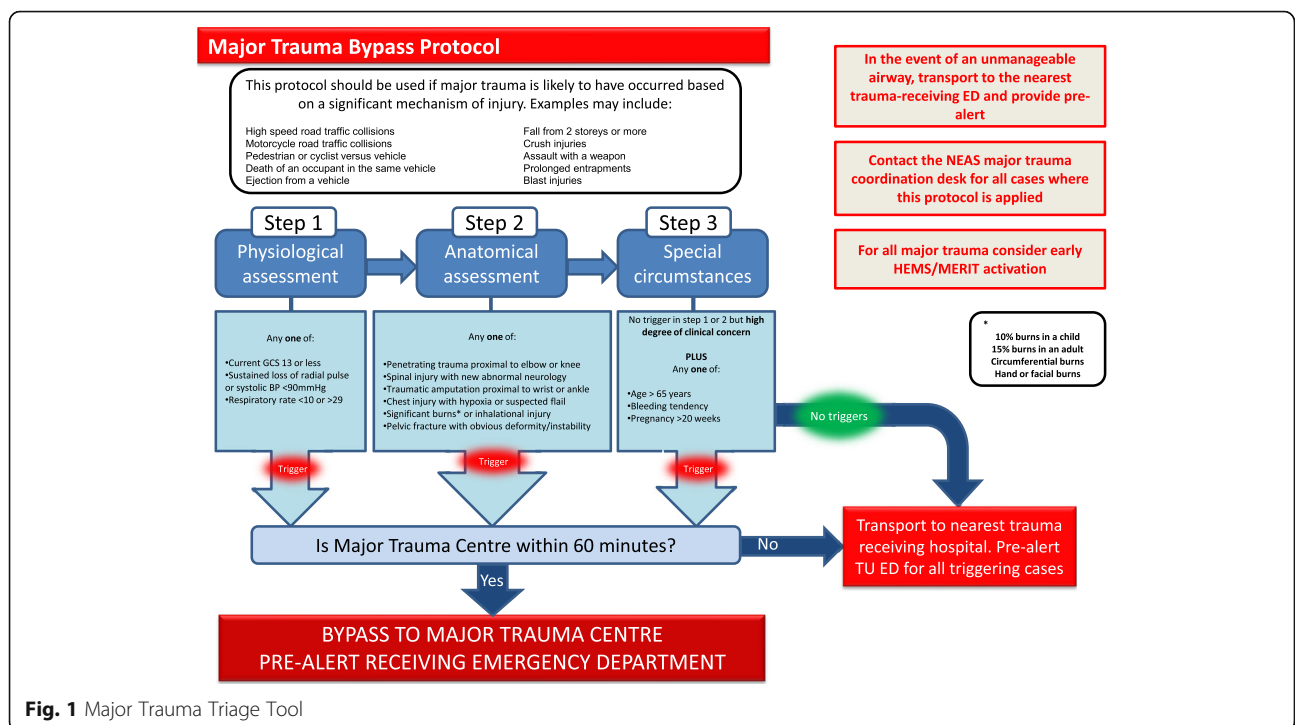 Major Trauma Bypass Protocol
This protocol should be used if major trauma is likely to have occurred based
on a significant mechanism of injury. Examples may include:
High speed road traffic collisions
Motorcycle road traffic collisions
Pedestrian or cyclist versus vehicle
Death of an occupant in the same vehicle
Ejection from a vehicle
Fall from 2 storeys or more
Crush injuries
Assault with a weapon
Prolonged entrapments
Blast injuries
In the event of an unmanageable
airway, transport to the nearest
trauma-receiving ED and provide pre-
alert
Contact the NEAS major trauma
coordination desk for all cases where
this protocol is applied
For all major trauma consider early
HEMS/MERIT activation
*
10% burns in a child
15% burns in an adult
Circumferential burns
Hand or facial burns
Step 1
Physiological
assessment
Step 2
Anatomical
assessment
Step 3
Special
circumstances
Any one of:
•Current GCS 13 or less
•Sustained loss of radial pulse
or systolic BP <90mmHg
•Respiratory rate <10 or >29
Any one of:
•Penetrating trauma proximal to elbow or knee
•Spinal injury with new abnormal neurology
•Traumatic amputation proximal to wrist or ankle
•Chest injury with hypoxia or suspected flail
•Significant burns* or inhalational injury
•Pelvic fracture with obvious deformity/instability
No trigger in step 1 or 2 but high
degree of clinical concern
PLUS
Any one of:
•Age > 65 years
•Bleeding tendency
•Pregnancy >20 weeks
No triggers
Trigger
Trigger
Trigger
Is Major Trauma Centre within 60 minutes?
No
Transport to nearest trauma
receiving hospital. Pre-alert
TU ED for all triggering cases
Yes
BYPASS TO MAJOR TRAUMA CENTRE
PRE-ALERT RECEIVING EMERGENCY DEPARTMENT
Fig. 1 Major Trauma Triage Tool